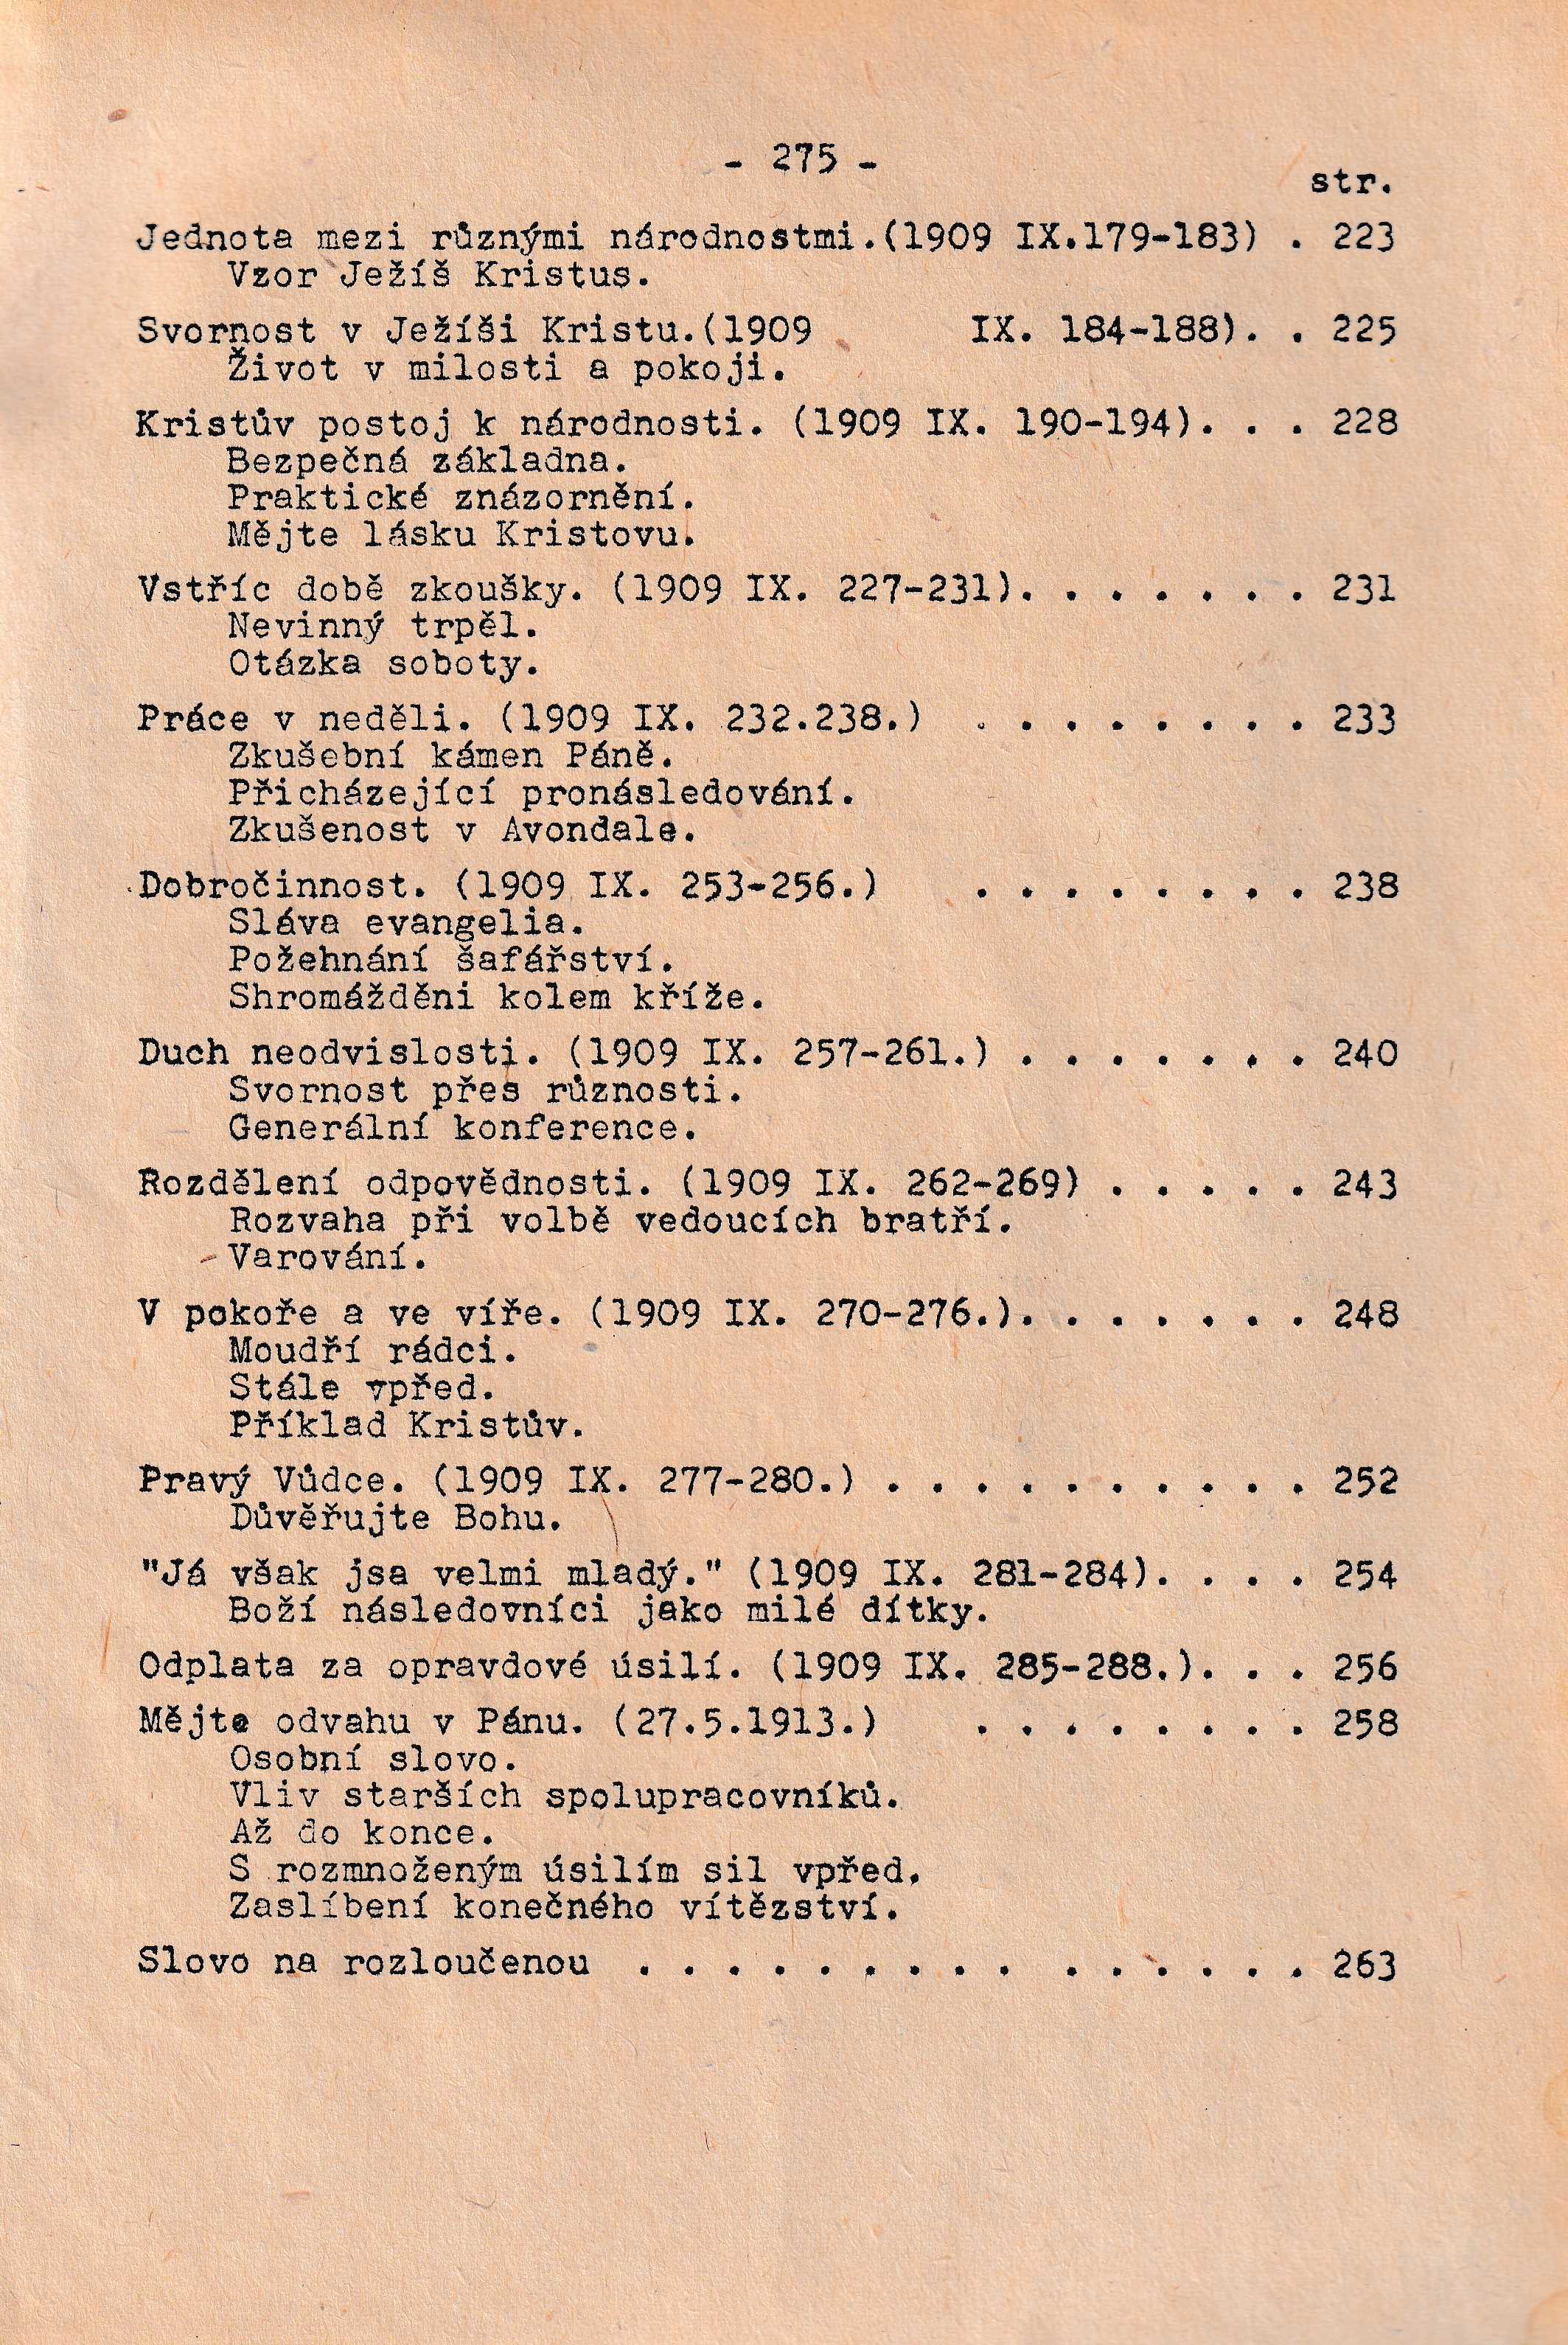 - 275 -
str.
Jednota mezi různými národnostmi.(1909 IX.179-183) . 223
Vzor Ježíš Kristus.
Svornost v Ježíši Kristu.(1909 IX. 184-188). . 225
Život v milosti a pokoji.
Kristův postoj k národnosti. (1909 IX. 190-194). . . 228
Bezpečná základna.
Praktické znázornění.
Mějte lásku Kristovu.
Vstříc době zkoušky. (1909 IX. 227-231). . . . . . . 231
Nevinný trpěl.
Otázka soboty.
Práce v neděli. (1909 IX. 232.238.) . . . . . . . . 233
Zkušební kámen Páně.
Přicházející pronásledování.
Zkušenost v Avondale.
Dobročinnost. (1909 IX. 253-256.) . . . . . . . . 238
Sláva evangelia.
Požehnání šafářství.
Shromážděni kolem kříže.
Duch neodvislosti. (1909 IX. 257-261.) . . . . . . . 240
Svornost přes různosti.
Generální konference.
Rozdělení odpovědnosti. (1909 IX. 262-269) . . . . . 243
Rozvaha při volbě vedoucích bratří.
Varování.
V pokoře a ve víře. (1909 IX. 270-276.). . . . . . . 248
Moudří rádci.
Stále vpřed.
Příklad Kristův.
Pravý Vůdce. (1909 IX. 277-280.) . . . . . . . . . . 252
Důvěřujte Bohu.
"Já však jsa velmi mladý." (1909 IX. 281-284). . . . 254
Boží následovníci jako milé dítky.
Odplata za opravdové úsilí. (1909 IX. 285-288.). . . 256
Mějte odvahu v Pánu. (27.5.1913.) . . . . . . . . 258
Osobní slovo.
Vliv starších spolupracovníků.
Až do konce.
S rozmnoženým úsilím sil vpřed.
Zaslíbení konečného vítězství.
Slovo na rozloučenou . . . . . . . . . . . . . . . 263